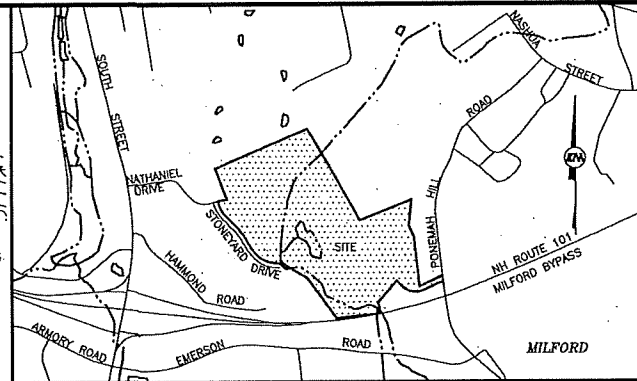 NASHUA
STREET
SOUTH
STREET
ROAD
NATHANIEL
DRIVE
STONEYARD
DRIVE
SITE
PONEMAH
HILL
HAMMOND
ROAD
NH ROUTE 101
MILFORD BYPASS
ARMORY ROAD
EMERSON
ROAD
MILFORD